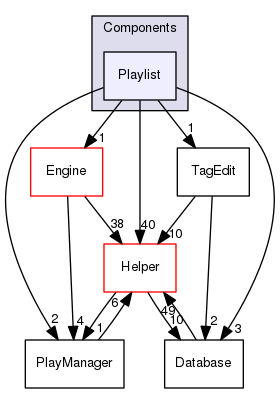 Components
Playlist
1
1
Engine
TagEdit
38
40
10
Helper
6
49
10
2
4
1
2
3
PlayManager
Database